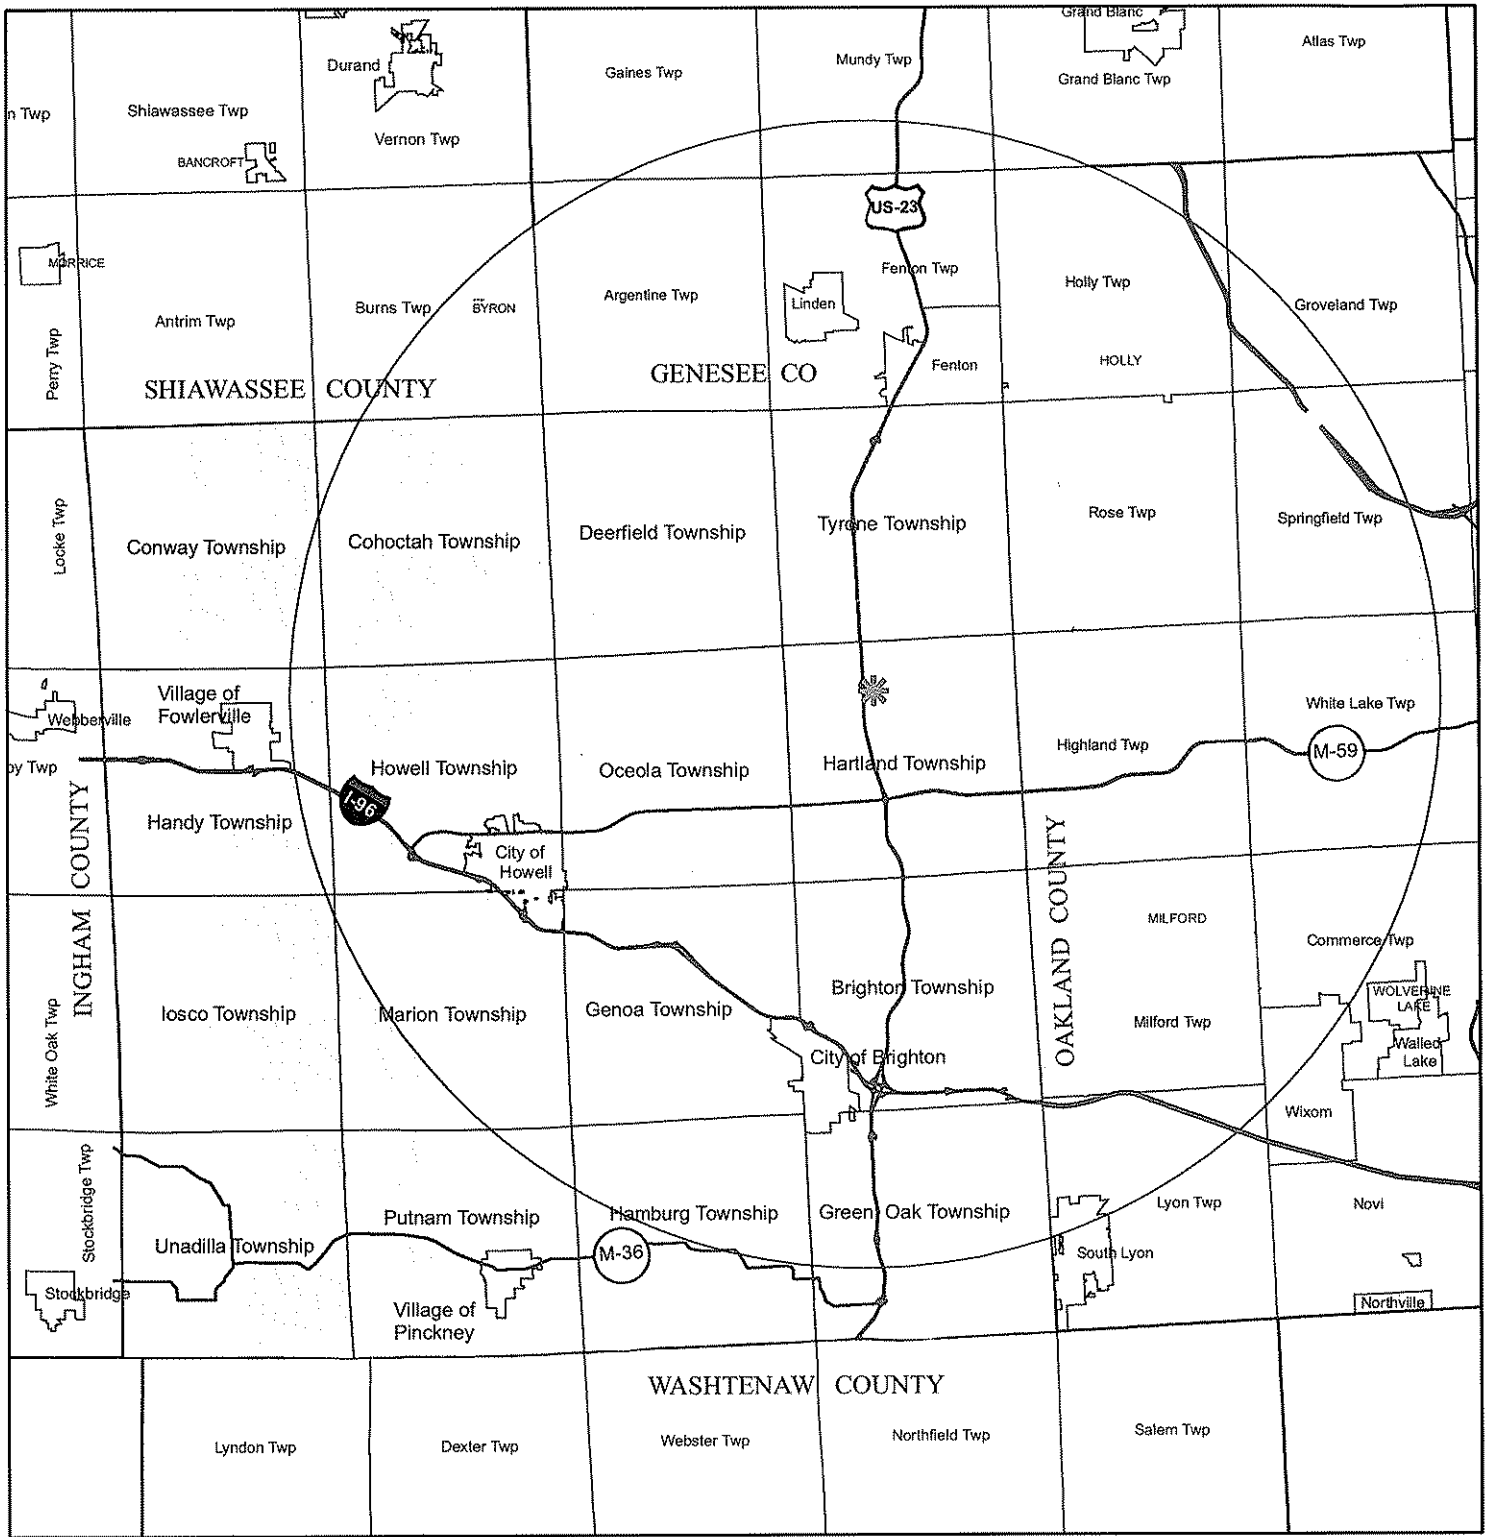 Grand Blanc
Atlas Twp
Mundy Twp
Durand
Gaines Twp
Grand Blanc Twp
n Twp
Shiawassee Twp
Vernon Twp
BANCROFT
US-23
MORRICE
Fenton Twp
Holly Twp
Argentine Twp
Linden
Groveland Twp
Burns Twp
BYRON
Antrim Twp
Perry Twp
HOLLY
Fenton
GENESEE CO
SHIAWASSEE COUNTY
Locke Twp
Conway Township
Cohoctah Township
Deerfield Township
Tyrone Township
Rose Twp
Springfield Twp
Village of
Fowlerville
Webberville
White Lake Twp
M-59
Highland Twp
by Twp
Howell Township
Oceola Township
Hartland Township
I-96
Handy Township
INGHAM COUNTY
City of
Howell
OAKLAND COUNTY
MILFORD
Commerce Twp
WOLVERINE
LAKE
Brighton Township
Genoa Township
Marion Township
Iosco Township
White Oak Twp
Milford Twp
Walled
Lake
City of Brighton
Wixom
Stockbridge Twp
Putnam Township
Hamburg Township
Green Oak Township
Lyon Twp
Novi
Unadilla Township
M-36
South Lyon
Stockbridge
Village of
Pinckney
Northville
WASHTENAW COUNTY
Lyndon Twp
Dexter Twp
Webster Twp
Northfield Twp
Salem Twp